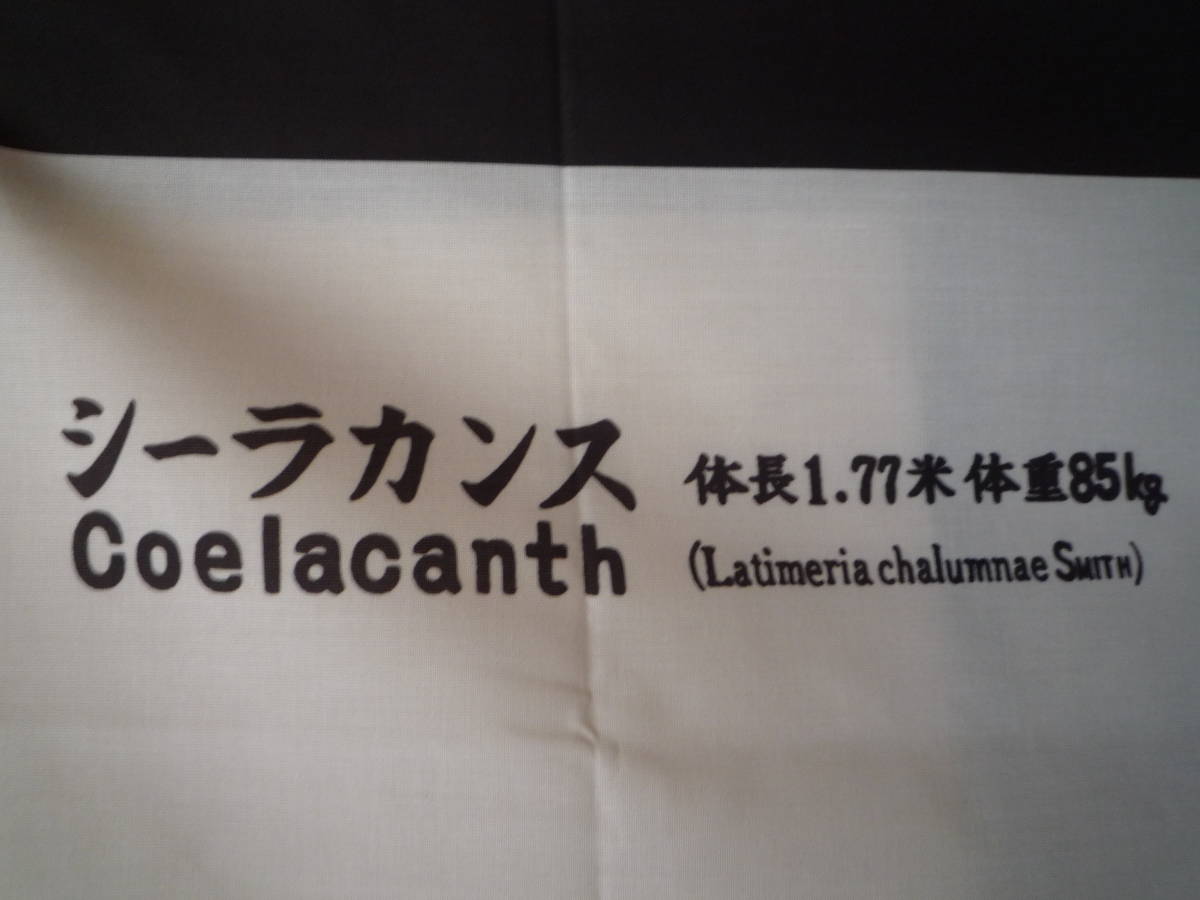 シーラカンス 体長1.77米 体重85kg
Coelacanth (Latimeria chalumnae SMITH)